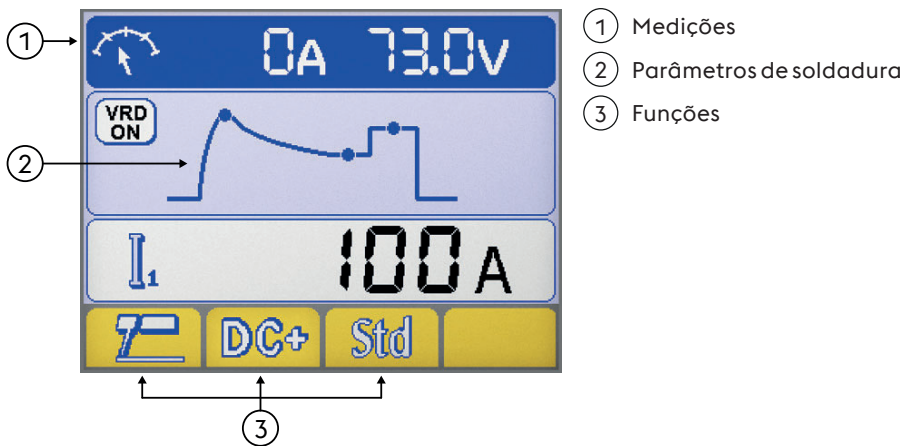 1 Medições
2 Parâmetros de soldadura
3 Funções
1
0A 73.0V
VRD
ON
2
I1
100A
DC+ Std
3